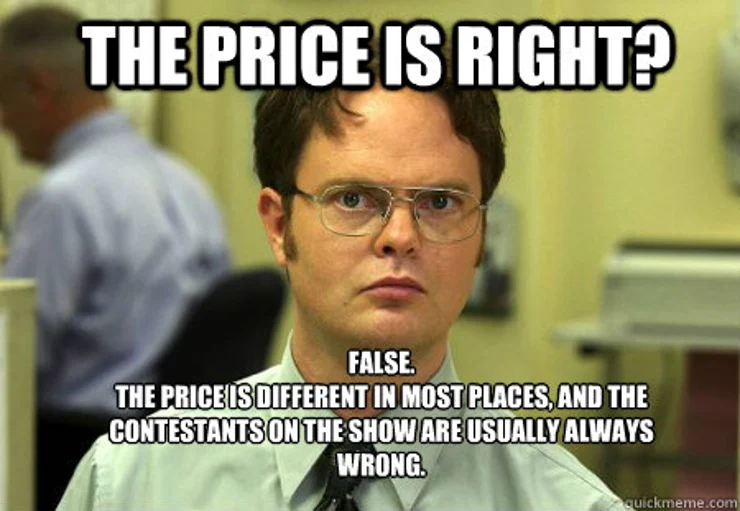 THE PRICE IS RIGHT?
FALSE.
THE PRICE IS DIFFERENT IN MOST PLACES, AND THE
CONTESTANTS ON THE SHOW ARE USUALLY ALWAYS
WRONG.
quickmeme.com